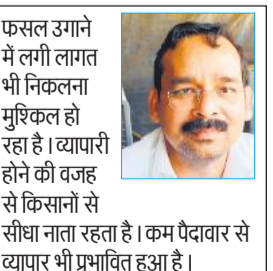 फसल उगाने
में लगी लागत
भी निकलना
मुश्किल हो
रहा है । व्यापारी
होने की वजह
से किसानों से
सीधा नाता रहता है । कम पैदावार से
व्यापार भी प्रभावित हुआ है ।